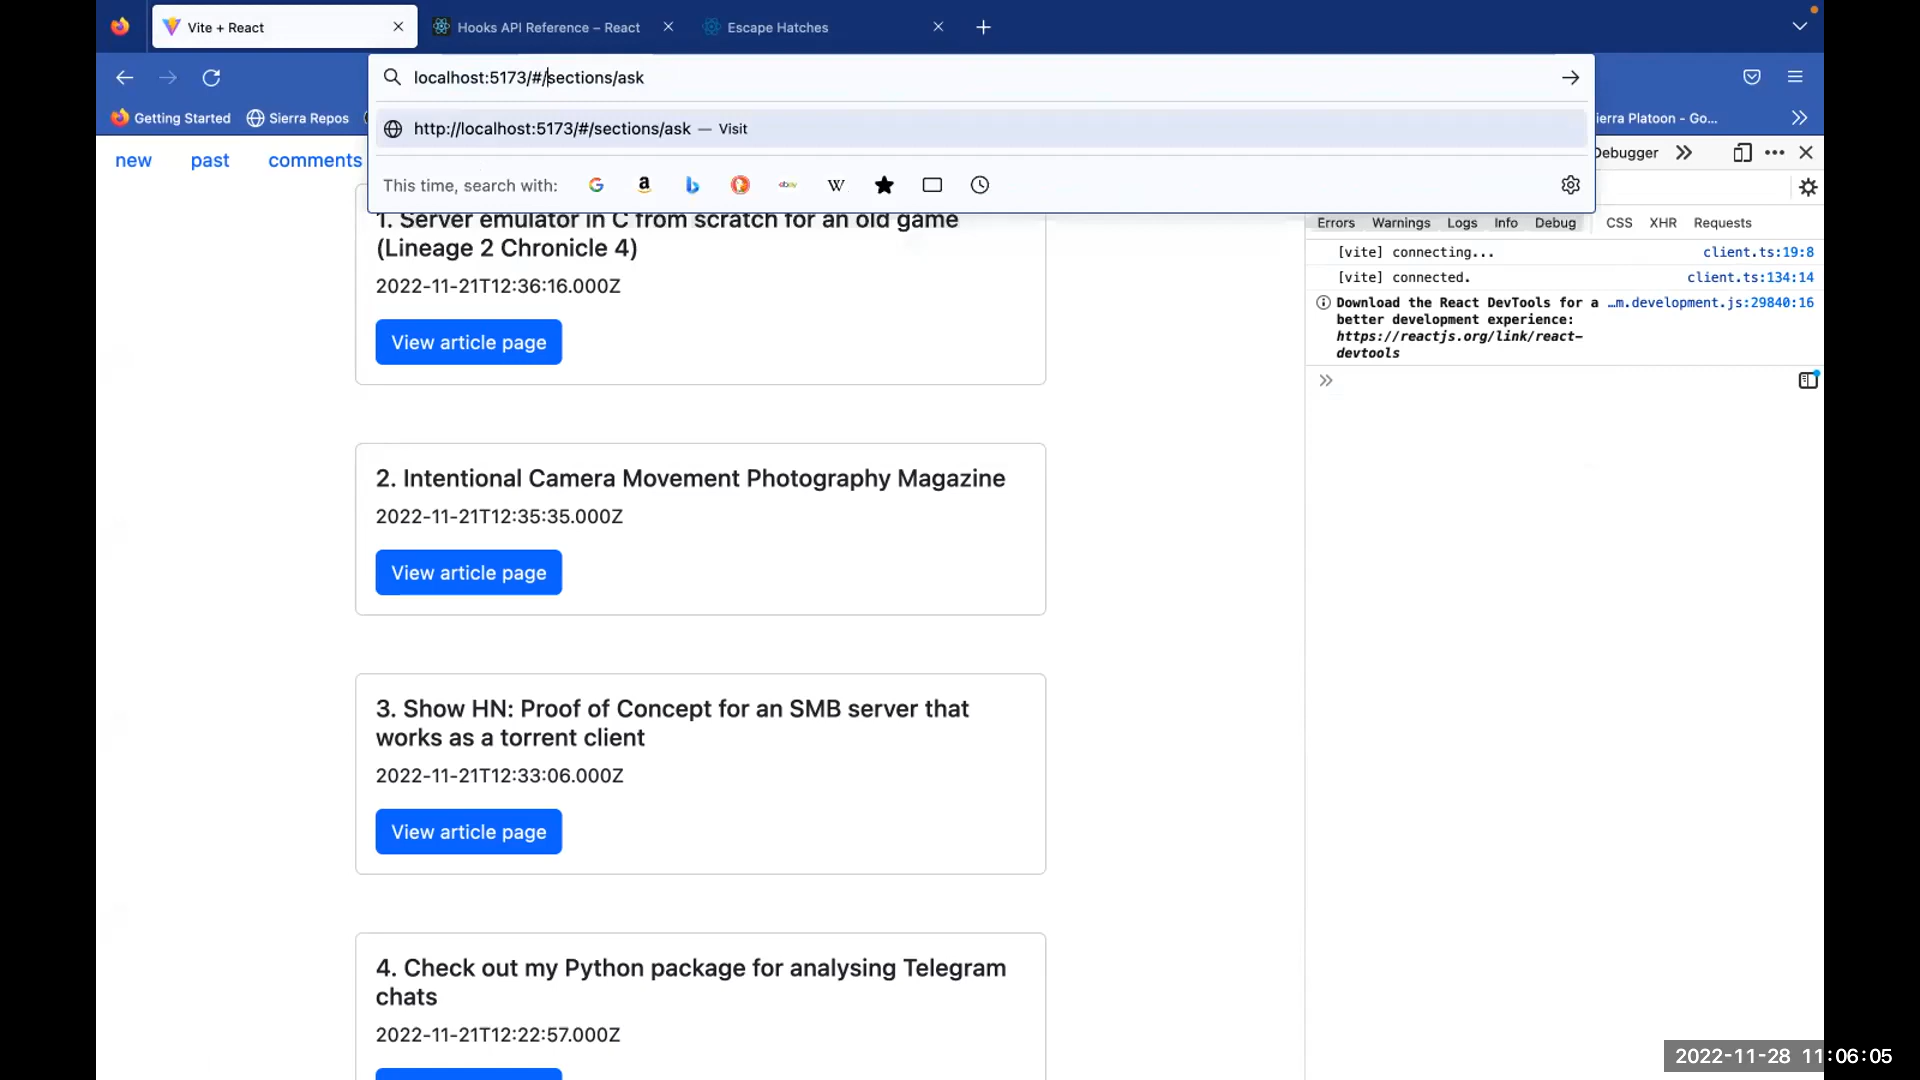 Vite + React
Hooks API Reference – React
Escape Hatches
localhost:5173/#/sections/ask
Getting Started
Sierra Repos
http://localhost:5173/#/sections/ask — Visit
ierra Platoon - Go...
This time, search with:
new
past
comments
Debugger
Errors Warnings Logs Info Debug CSS XHR Requests
[vite] connecting... client.ts:19:8
[vite] connected. client.ts:134:14
Download the React DevTools for a …m.development.js:29840:16
better development experience:
https://reactjs.org/link/react-
devtools
1. Server emulator in C from scratch for an old game
(Lineage 2 Chronicle 4)
2022-11-21T12:36:16.000Z
View article page
2. Intentional Camera Movement Photography Magazine
2022-11-21T12:35:35.000Z
View article page
3. Show HN: Proof of Concept for an SMB server that
works as a torrent client
2022-11-21T12:33:06.000Z
View article page
4. Check out my Python package for analysing Telegram
chats
2022-11-21T12:22:57.000Z
2022-11-28 11:06:05